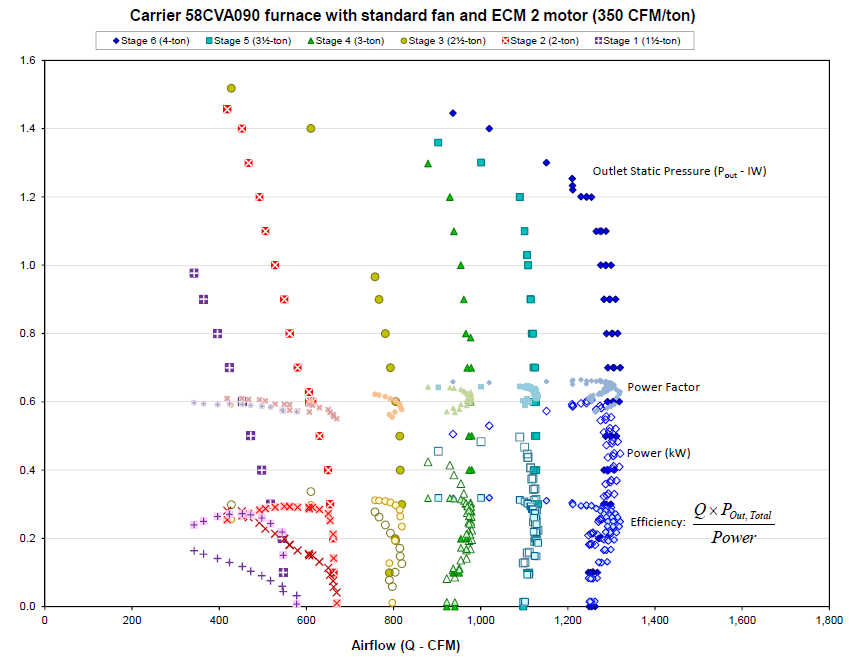 Carrier 58CVA090 furnace with standard fan and ECM 2 motor (350 CFM/ton)
Stage 6 (4-ton) Stage 5 (3½-ton) Stage 4 (3-ton) Stage 3 (2½-ton) Stage 2 (2-ton) Stage 1 (1½-ton)
1.6
1.4
Outlet Static Pressure (Pout - IW)
1.2
1.0
0.8
0.6
Power Factor
Power (kW)
0.4
Efficiency: Q × POut,Total
Power
0.2
0.0
0 200 400 600 800 1,000 1,200 1,400 1,600 1,800
Airflow (Q - CFM)